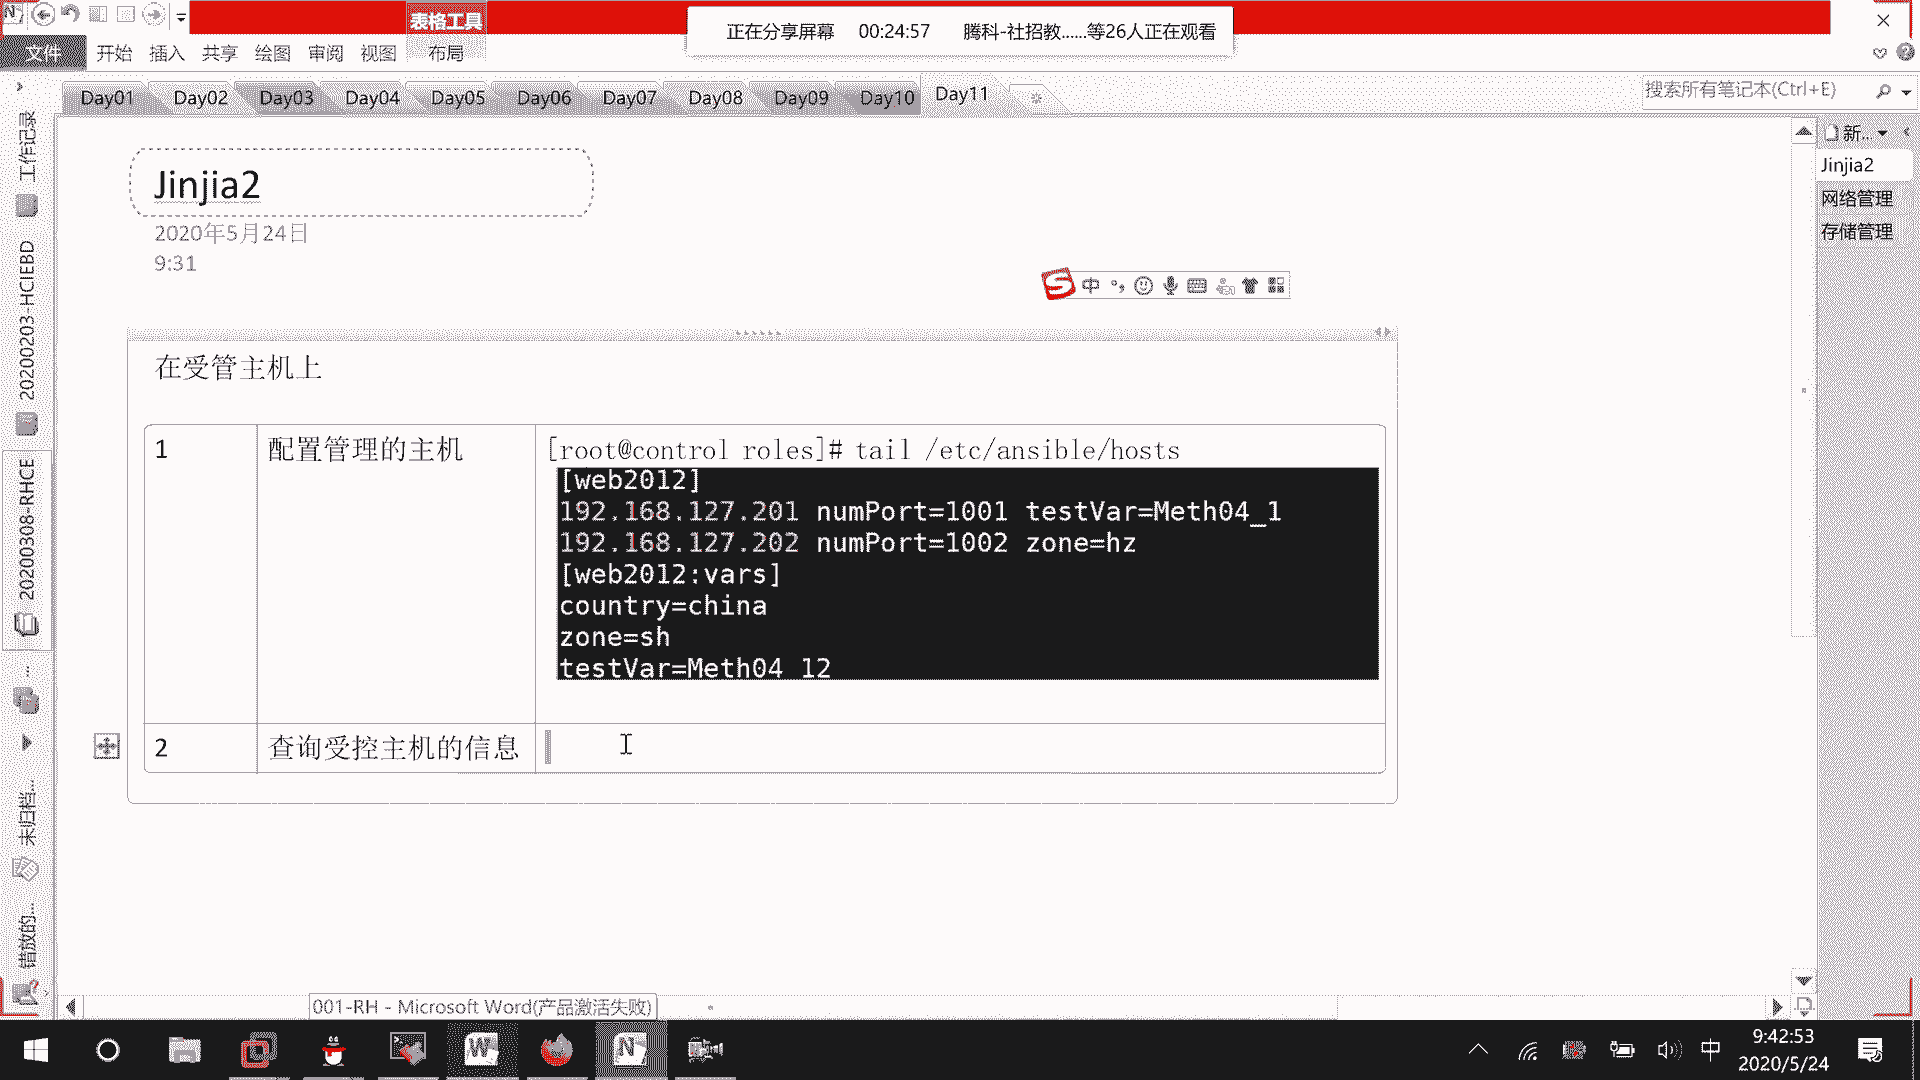 表格工具
正在分享屏幕 00:24:57 腾科-社招教......等26人正在观看
文件 开始 插入 共享 绘图 审阅 视图 布局
Day01 Day02 Day03 Day04 Day05 Day06 Day07 Day08 Day09 Day10 Day11
搜索所有笔记本(Ctrl+E)
新...
Jinjia2
网络管理
存储管理
工作记录
20200203-HCIEBD
20200308-RHCE
...
未归档...
错放的...
Jinjia2
2020年5月24日
9:31
中
在受管主机上
1 配置管理的主机 [root@control roles]# tail /etc/ansible/hosts
[web2012]
192.168.127.201 numPort=1001 testVar=Meth04_1
192.168.127.202 numPort=1002 zone=hz
[web2012:vars]
country=china
zone=sh
testVar=Meth04_12
2 查询受控主机的信息
001-RH - Microsoft Word(产品激活失败)
中
9:42:53
2020/5/24